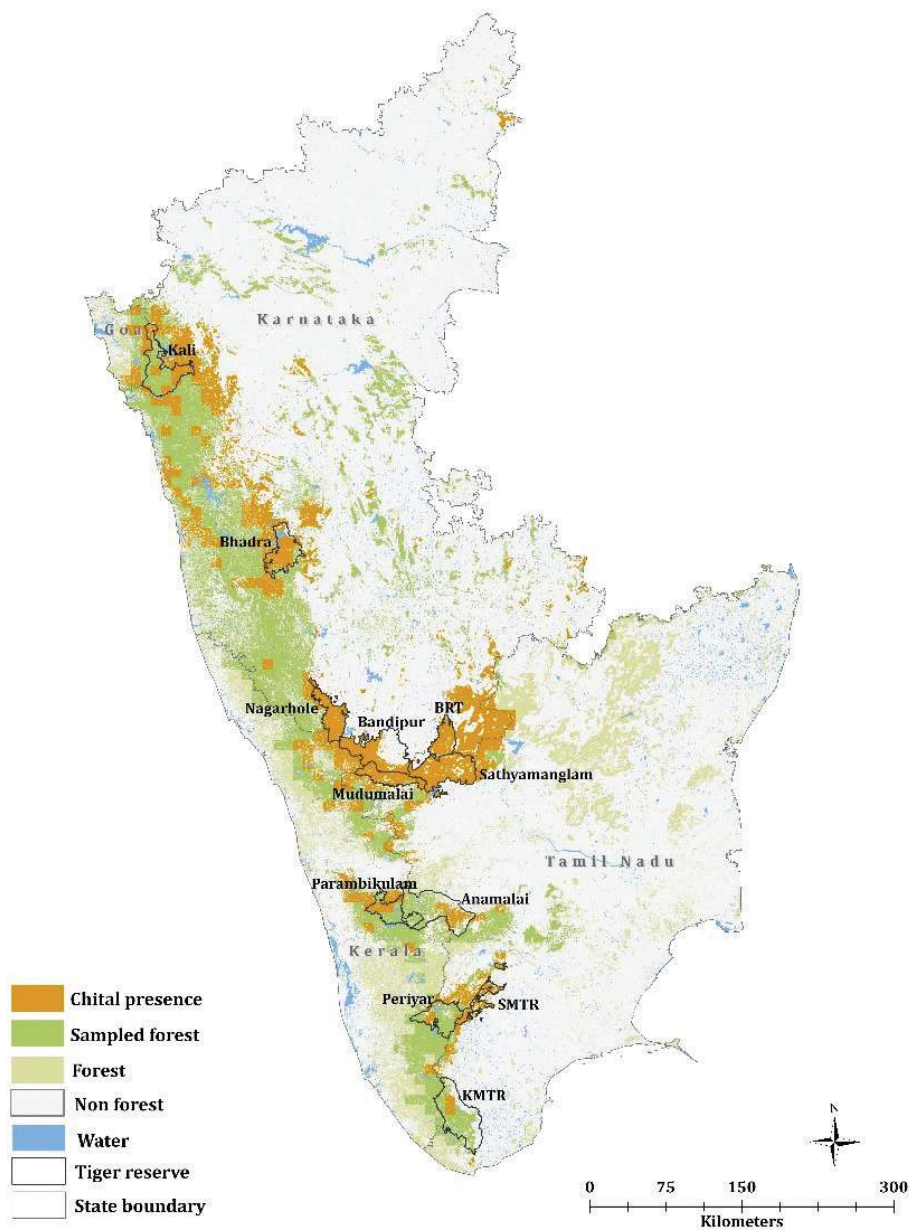 Karnataka
Goa
Kali
Bhadra
Nagarhole
Bandipur
BRT
Sathyamanglam
Mudumalai
Tamil Nadu
Parambikulam
Anamalai
Kerala
Periyar
SMTR
KMTR
Chital presence
Sampled forest
Forest
Non forest
Water
Tiger reserve
State boundary
N
0 75 150 300
Kilometers